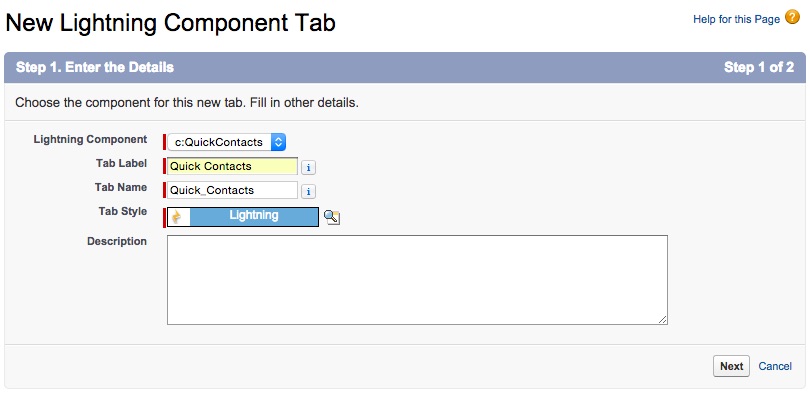 New Lightning Component Tab
Help for this Page ?
Step 1. Enter the Details Step 1 of 2
Choose the component for this new tab. Fill in other details.
Lightning Component c:QuickContacts
Tab Label Quick Contacts i
Tab Name Quick_Contacts i
Tab Style Lightning
Description
Next Cancel